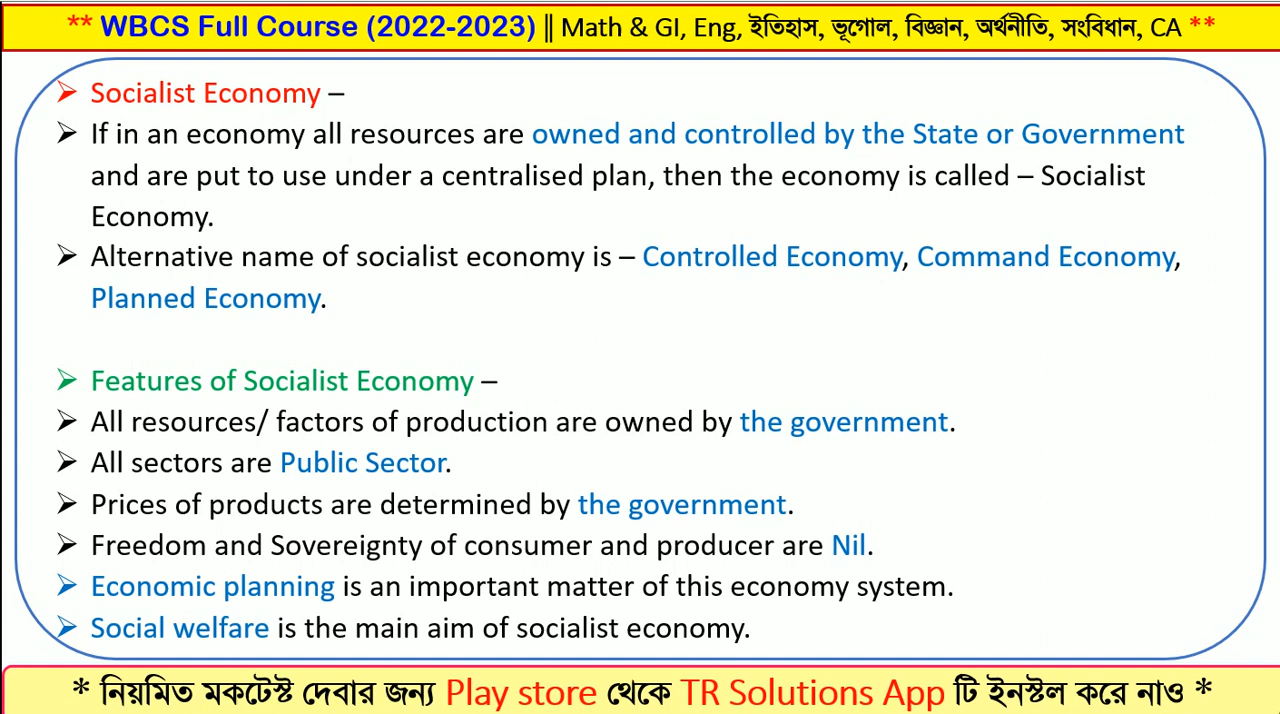 ** WBCS Full Course (2022-2023) || Math & GI, Eng, ইতিহাস, ভূগোল, বিজ্ঞান, অর্থনীতি, সংবিধান, CA **
➤ Socialist Economy –
➤ If in an economy all resources are owned and controlled by the State or Government
and are put to use under a centralised plan, then the economy is called – Socialist
Economy.
➤ Alternative name of socialist economy is – Controlled Economy, Command Economy,
Planned Economy.
➤ Features of Socialist Economy –
➤ All resources/ factors of production are owned by the government.
➤ All sectors are Public Sector.
➤ Prices of products are determined by the government.
➤ Freedom and Sovereignty of consumer and producer are Nil.
➤ Economic planning is an important matter of this economy system.
➤ Social welfare is the main aim of socialist economy.
* নিয়মিত মকটেস্ট দেবার জন্য Play store থেকে TR Solutions App টি ইনস্টল করে নাও *